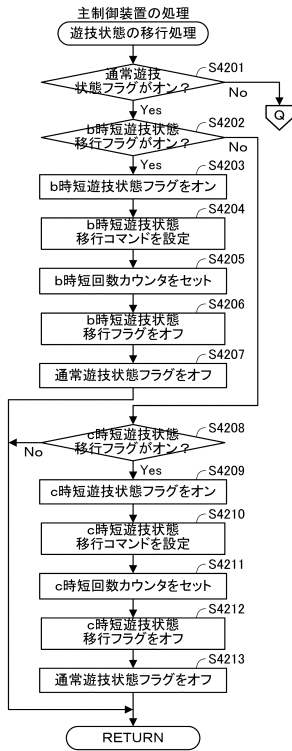 主制御装置の処理
遊技状態の移行処理
S4201
通常遊技
状態フラグがオン？
No
Q
Yes
S4202
b時短遊技状態
移行フラグがオン？
No
Yes
S4203
b時短遊技状態フラグをオン
S4204
b時短遊技状態
移行コマンドを設定
S4205
b時短回数カウンタをセット
S4206
b時短遊技状態
移行フラグをオフ
S4207
通常遊技状態フラグをオフ
S4208
c時短遊技状態
移行フラグがオン？
No
Yes
S4209
c時短遊技状態フラグをオン
S4210
c時短遊技状態
移行コマンドを設定
S4211
c時短回数カウンタをセット
S4212
c時短遊技状態
移行フラグをオフ
S4213
通常遊技状態フラグをオフ
RETURN